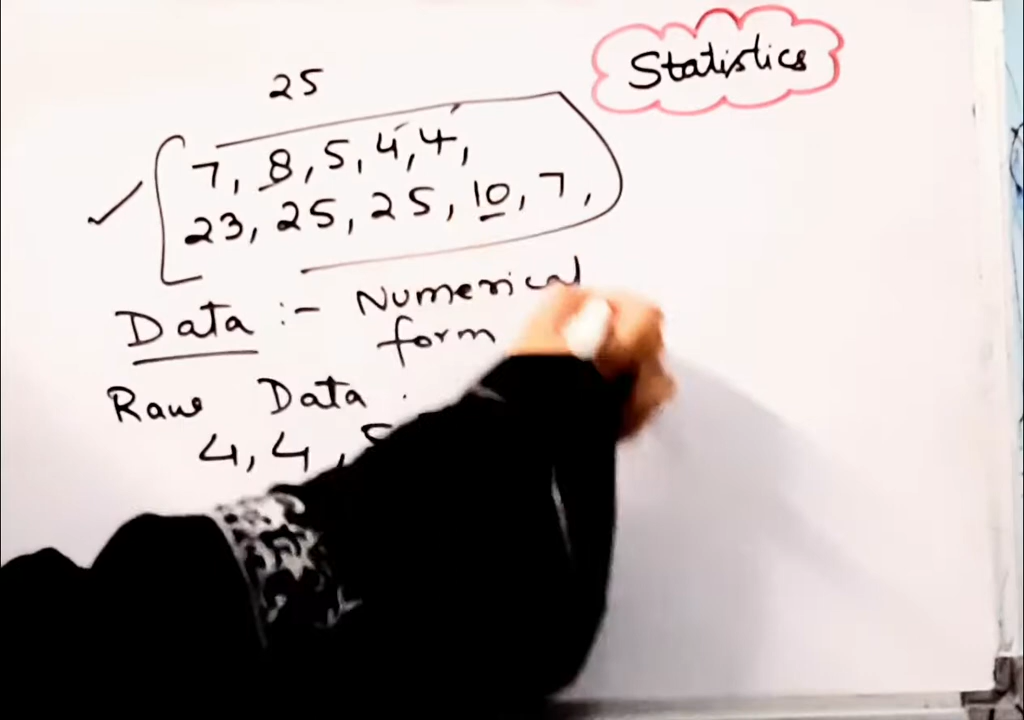 Statistics
25
7, 8, 5, 4, 4,
23, 25, 25, 10, 7,
Data :- Numerical
form
Raw Data .
4, 4,